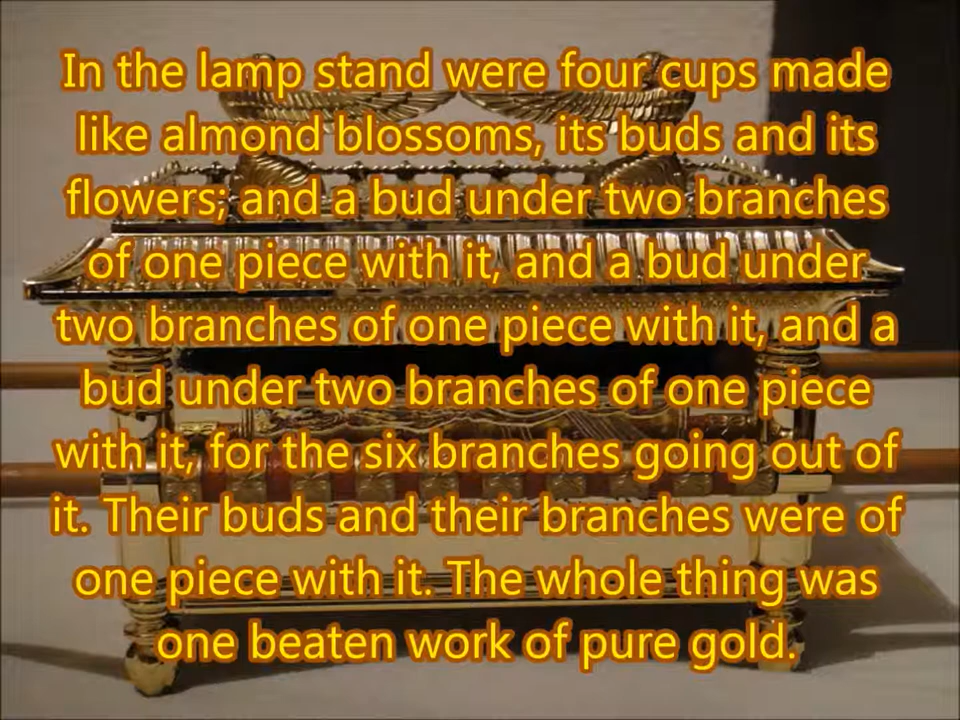 In the lamp stand were four cups made
like almond blossoms, its buds and its
flowers; and a bud under two branches
of one piece with it, and a bud under
two branches of one piece with it, and a
bud under two branches of one piece
with it, for the six branches going out of
it. Their buds and their branches were of
one piece with it. The whole thing was
one beaten work of pure gold.